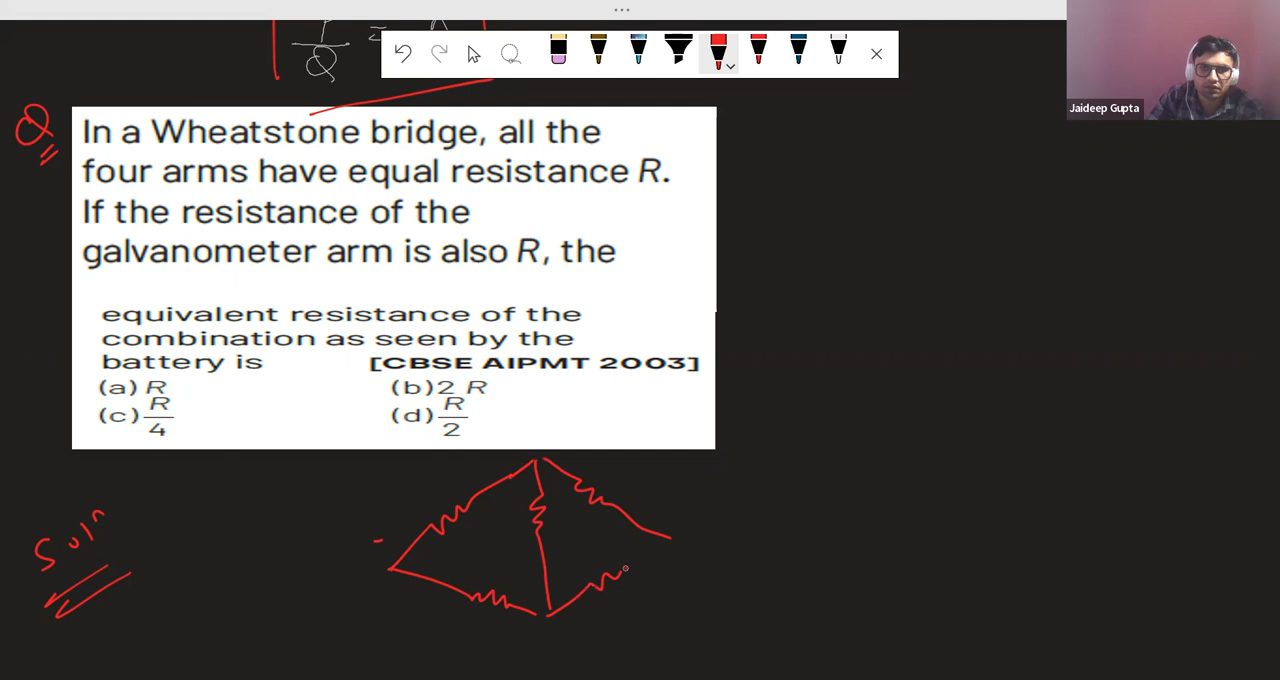 Q
Jaideep Gupta
Q
In a Wheatstone bridge, all the
four arms have equal resistance R.
If the resistance of the
galvanometer arm is also R, the
equivalent resistance of the
combination as seen by the
battery is [CBSE AIPMT 2003]
(a) R (b) 2 R
(c) R/4 (d) R/2
Solⁿ